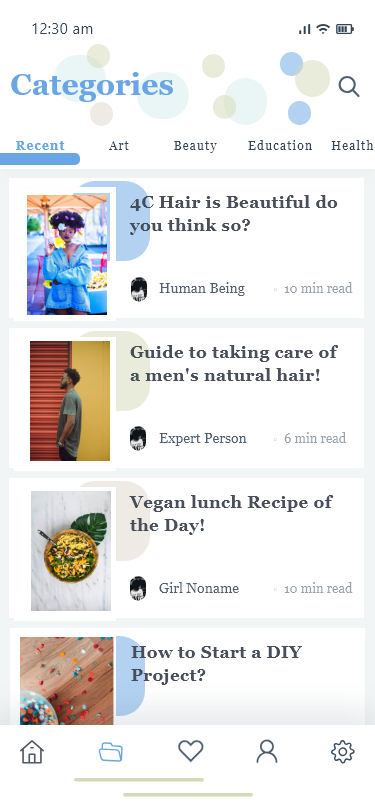 12:30 am
Categories
Recent Art Beauty Education Health
4C Hair is Beautiful do
you think so?
Human Being 10 min read
Guide to taking care of
a men's natural hair!
Expert Person 6 min read
Vegan lunch Recipe of
the Day!
Girl Noname 10 min read
How to Start a DIY
Project?